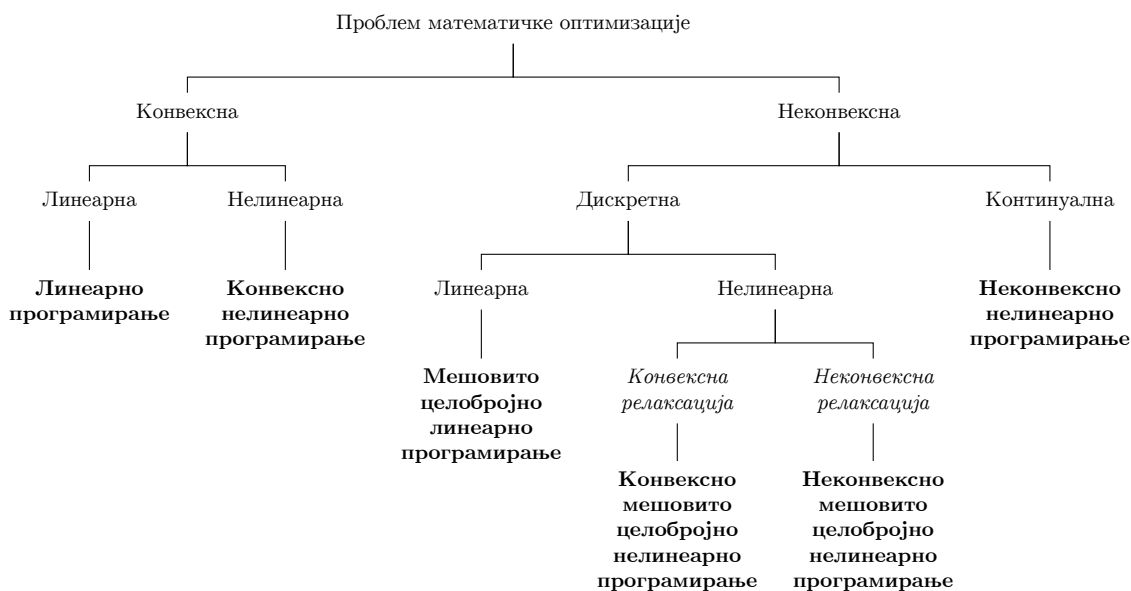 Проблем математичке оптимизације
Конвексна
Неконвексна
Линеарна
Нелинеарна
Дискретна
Континуална
Линеарно
програмирање
Конвексно
нелинеарно
програмирање
Линеарна
Нелинеарна
Неконвексно
нелинеарно
програмирање
Мешовито
целобројно
линеарно
програмирање
Конвексна
релаксација
Неконвексна
релаксација
Конвексно
мешовито
целобројно
нелинеарно
програмирање
Неконвексно
мешовито
целобројно
нелинеарно
програмирање